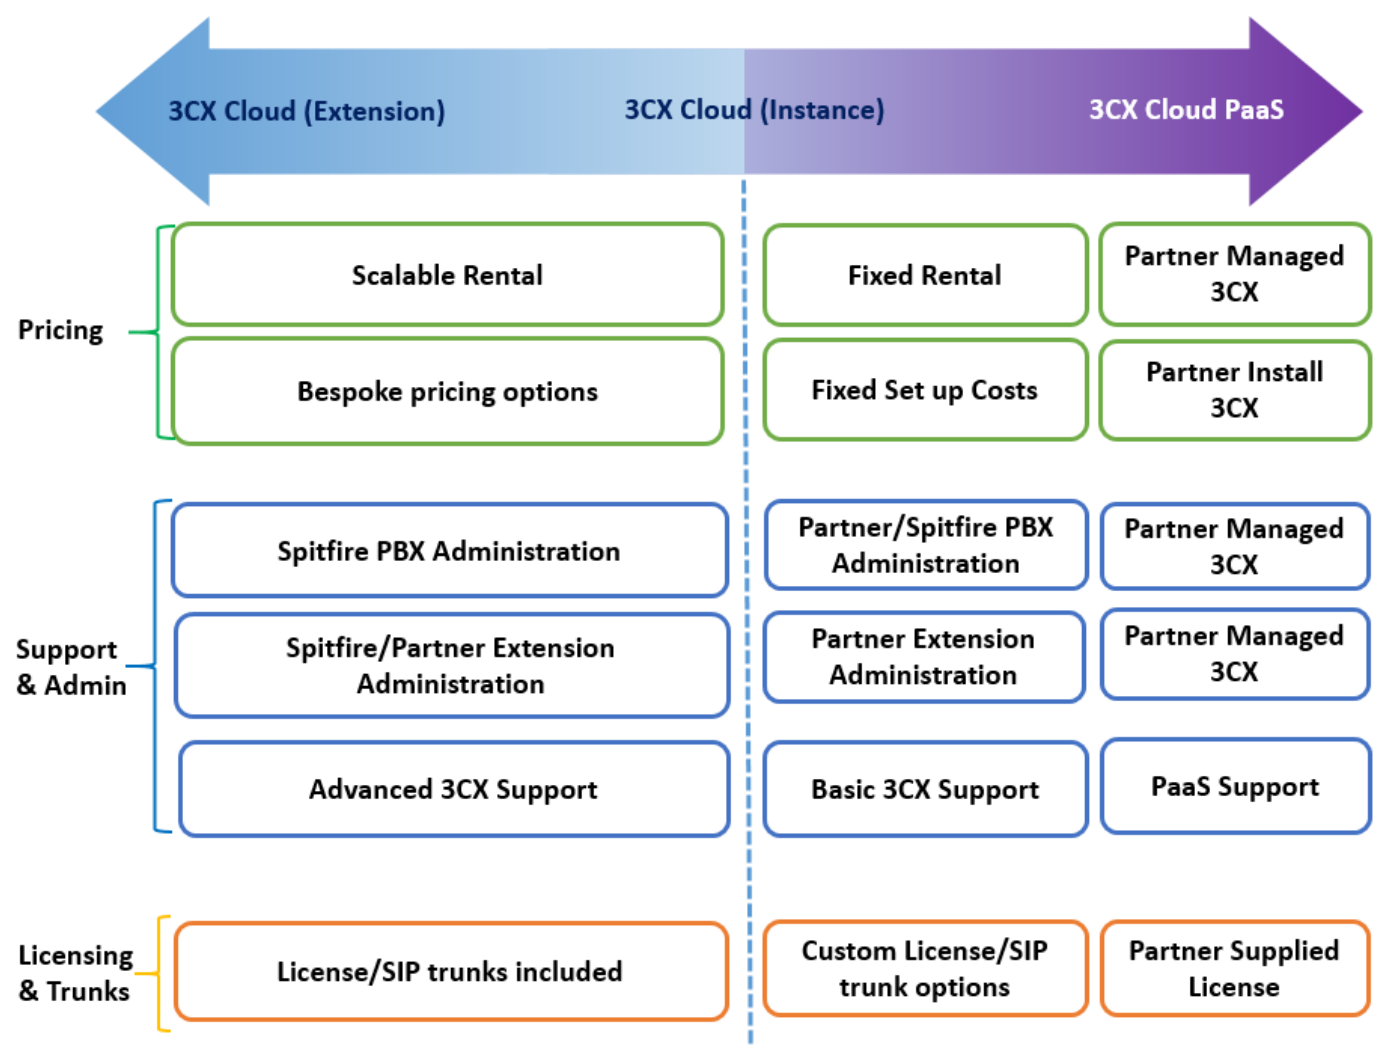 3CX Cloud (Extension)
3CX Cloud (Instance)
3CX Cloud PaaS
Pricing
Scalable Rental
Fixed Rental
Partner Managed
3CX
Bespoke pricing options
Fixed Set up Costs
Partner Install
3CX
Support
& Admin
Spitfire PBX Administration
Partner/Spitfire PBX
Administration
Partner Managed
3CX
Spitfire/Partner Extension
Administration
Partner Extension
Administration
Partner Managed
3CX
Advanced 3CX Support
Basic 3CX Support
PaaS Support
Licensing
& Trunks
License/SIP trunks included
Custom License/SIP
trunk options
Partner Supplied
License